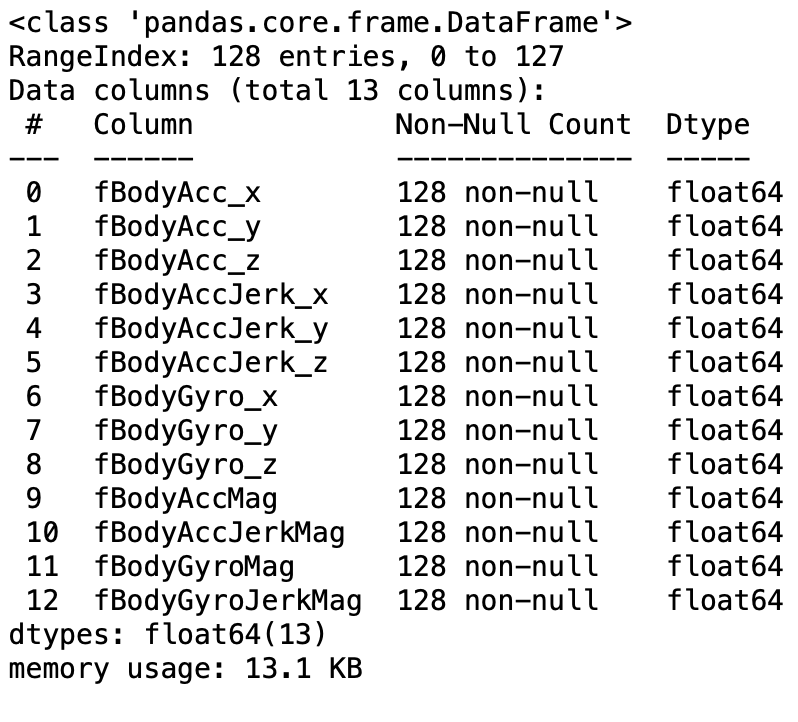 <class 'pandas.core.frame.DataFrame'>
RangeIndex: 128 entries, 0 to 127
Data columns (total 13 columns):
 #   Column            Non-Null Count  Dtype
---  ------            --------------  -----
 0   fBodyAcc_x        128 non-null    float64
 1   fBodyAcc_y        128 non-null    float64
 2   fBodyAcc_z        128 non-null    float64
 3   fBodyAccJerk_x    128 non-null    float64
 4   fBodyAccJerk_y    128 non-null    float64
 5   fBodyAccJerk_z    128 non-null    float64
 6   fBodyGyro_x       128 non-null    float64
 7   fBodyGyro_y       128 non-null    float64
 8   fBodyGyro_z       128 non-null    float64
 9   fBodyAccMag       128 non-null    float64
 10  fBodyAccJerkMag   128 non-null    float64
 11  fBodyGyroMag      128 non-null    float64
 12  fBodyGyroJerkMag  128 non-null    float64
dtypes: float64(13)
memory usage: 13.1 KB